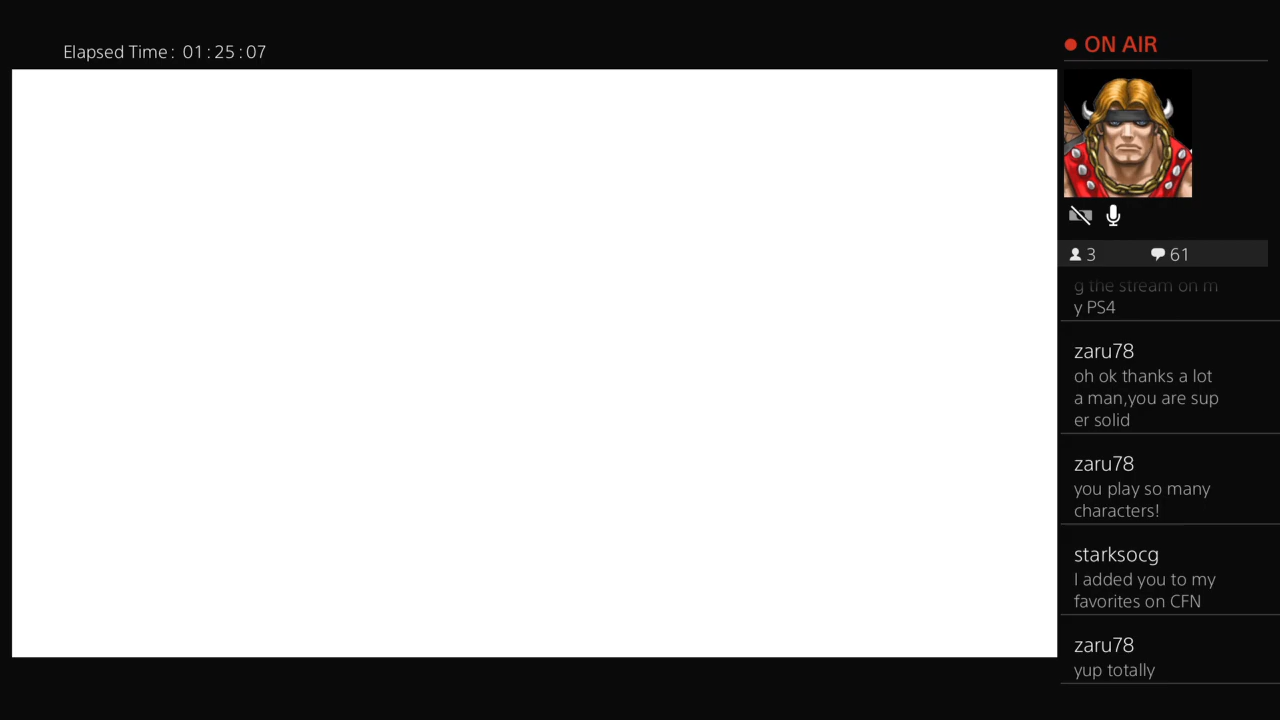 Elapsed Time: 01:25:07
ON AIR
3 61
g the stream on m
y PS4
zaru78
oh ok thanks a lot
a man,you are sup
er solid
zaru78
you play so many
characters!
starksocg
I added you to my
favorites on CFN
zaru78
yup totally